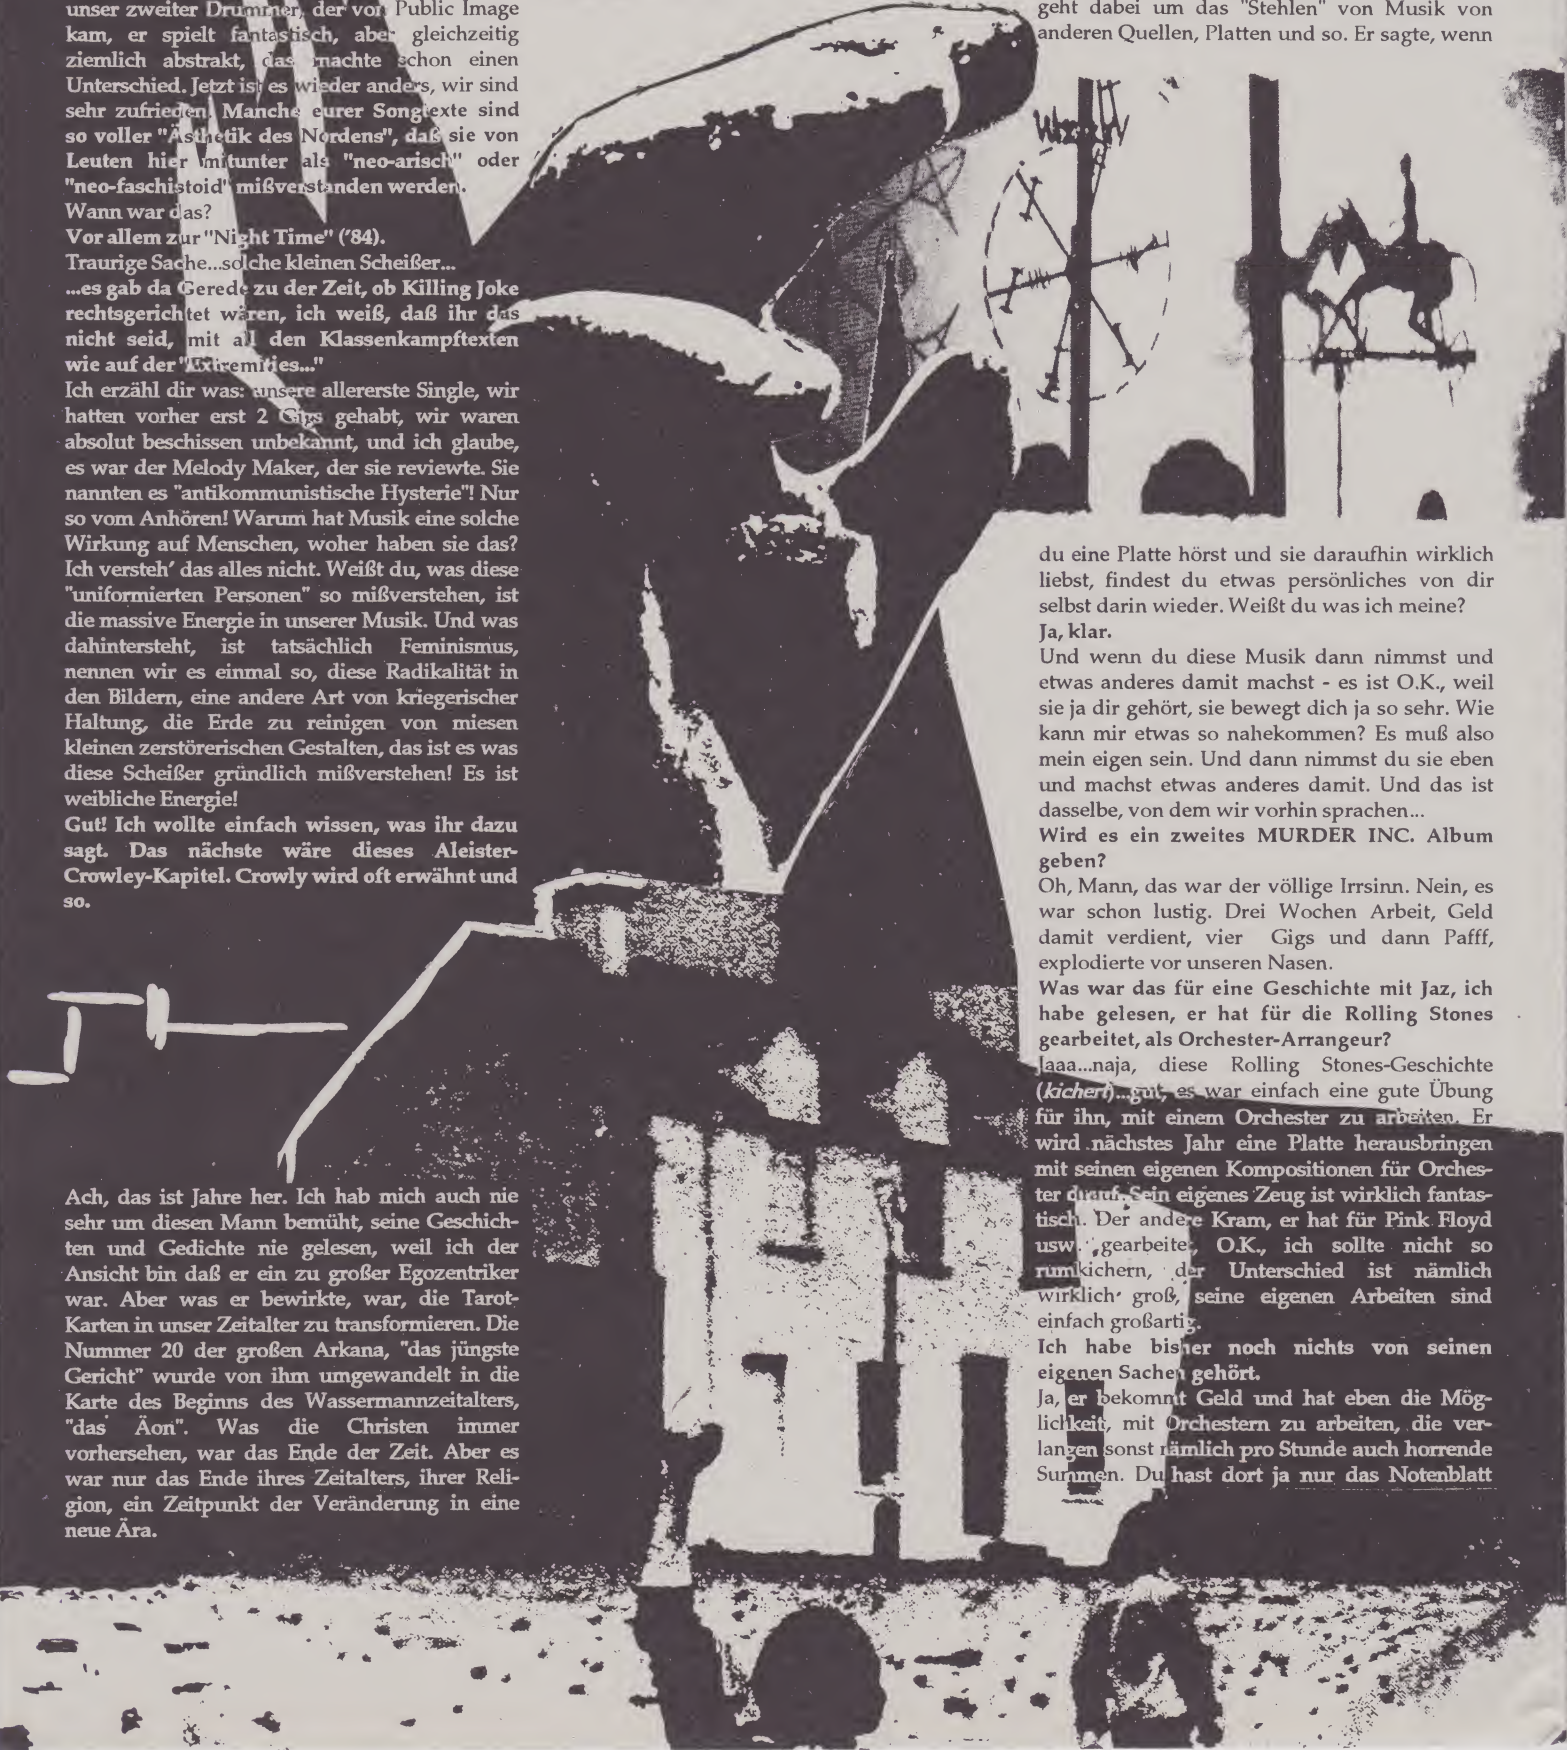 unser zweiter Drummer, der von Public Image
kam, er spielt fantastisch, aber gleichzeitig
ziemlich abstrakt, das machte schon einen
Unterschied. Jetzt ist es wieder anders, wir sind
sehr zufrieden. Manche eurer Songtexte sind
so voller "Ästhetik des Nordens", daß sie von
Leuten hier mitunter als "neo-arisch" oder
"neo-faschistoid" mißverstanden werden.
Wann war das?
Vor allem zur "Night Time" ('84).
Traurige Sache...solche kleinen Scheißer...
...es gab da Gerede zu der Zeit, ob Killing Joke
rechtsgerichtet wären, ich weiß, daß ihr das
nicht seid, mit all den Klassenkampftexten
wie auf der "Extremities..."
Ich erzähl dir was: unsere allererste Single, wir
hatten vorher erst 2 Gigs gehabt, wir waren
absolut beschissen unbekannt, und ich glaube,
es war der Melody Maker, der sie reviewte. Sie
nannten es "antikommunistische Hysterie"! Nur
so vom Anhören! Warum hat Musik eine solche
Wirkung auf Menschen, woher haben sie das?
Ich versteh' das alles nicht. Weißt du, was diese
"uniformierten Personen" so mißverstehen, ist
die massive Energie in unserer Musik. Und was
dahintersteht, ist tatsächlich Feminismus,
nennen wir es einmal so, diese Radikalität in
den Bildern, eine andere Art von kriegerischer
Haltung, die Erde zu reinigen von miesen
kleinen zerstörerischen Gestalten, das ist es was
diese Scheißer gründlich mißverstehen! Es ist
weibliche Energie!
Gut! Ich wollte einfach wissen, was ihr dazu
sagt. Das nächste wäre dieses Aleister-
Crowley-Kapitel. Crowly wird oft erwähnt und
so.
Ach, das ist Jahre her. Ich hab mich auch nie
sehr um diesen Mann bemüht, seine Geschich-
ten und Gedichte nie gelesen, weil ich der
Ansicht bin daß er ein zu großer Egozentriker
war. Aber was er bewirkte, war, die Tarot-
Karten in unser Zeitalter zu transformieren. Die
Nummer 20 der großen Arkana, "das jüngste
Gericht" wurde von ihm umgewandelt in die
Karte des Beginns des Wassermannzeitalters,
"das Äon". Was die Christen immer
vorhersehen, war das Ende der Zeit. Aber es
war nur das Ende ihres Zeitalters, ihrer Reli-
gion, ein Zeitpunkt der Veränderung in eine
neue Ära.
geht dabei um das "Stehlen" von Musik von
anderen Quellen, Platten und so. Er sagte, wenn
du eine Platte hörst und sie daraufhin wirklich
liebst, findest du etwas persönliches von dir
selbst darin wieder. Weißt du was ich meine?
Ja, klar.
Und wenn du diese Musik dann nimmst und
etwas anderes damit machst - es ist O.K., weil
sie ja dir gehört, sie bewegt dich ja so sehr. Wie
kann mir etwas so nahekommen? Es muß also
mein eigen sein. Und dann nimmst du sie eben
und machst etwas anderes damit. Und das ist
dasselbe, von dem wir vorhin sprachen...
Wird es ein zweites MURDER INC. Album
geben?
Oh, Mann, das war der völlige Irrsinn. Nein, es
war schon lustig. Drei Wochen Arbeit, Geld
damit verdient, vier Gigs und dann Pafff,
explodierte vor unseren Nasen.
Was war das für eine Geschichte mit Jaz, ich
habe gelesen, er hat für die Rolling Stones
gearbeitet, als Orchester-Arrangeur?
Jaaa...naja, diese Rolling Stones-Geschichte
(kichert)...gut, es war einfach eine gute Übung
für ihn, mit einem Orchester zu arbeiten. Er
wird nächstes Jahr eine Platte herausbringen
mit seinen eigenen Kompositionen für Orches-
ter drauf. Sein eigenes Zeug ist wirklich fantas-
tisch. Der andere Kram, er hat für Pink Floyd
usw. gearbeitet, O.K., ich sollte nicht so
rumkichern, der Unterschied ist nämlich
wirklich groß, seine eigenen Arbeiten sind
einfach großartig.
Ich habe bisher noch nichts von seinen
eigenen Sachen gehört.
Ja, er bekommt Geld und hat eben die Mög-
lichkeit, mit Orchestern zu arbeiten, die ver-
langen sonst nämlich pro Stunde auch horrende
Summen. Du hast dort ja nur das Notenblatt